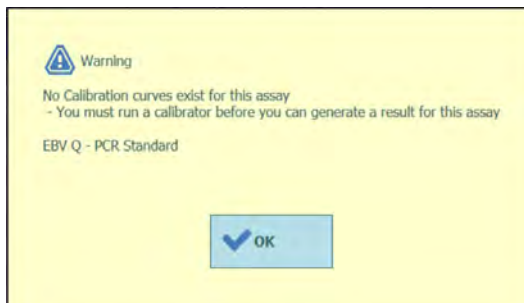 Warning
No Calibration curves exist for this assay
- You must run a calibrator before you can generate a result for this assay
EBV Q - PCR Standard
OK